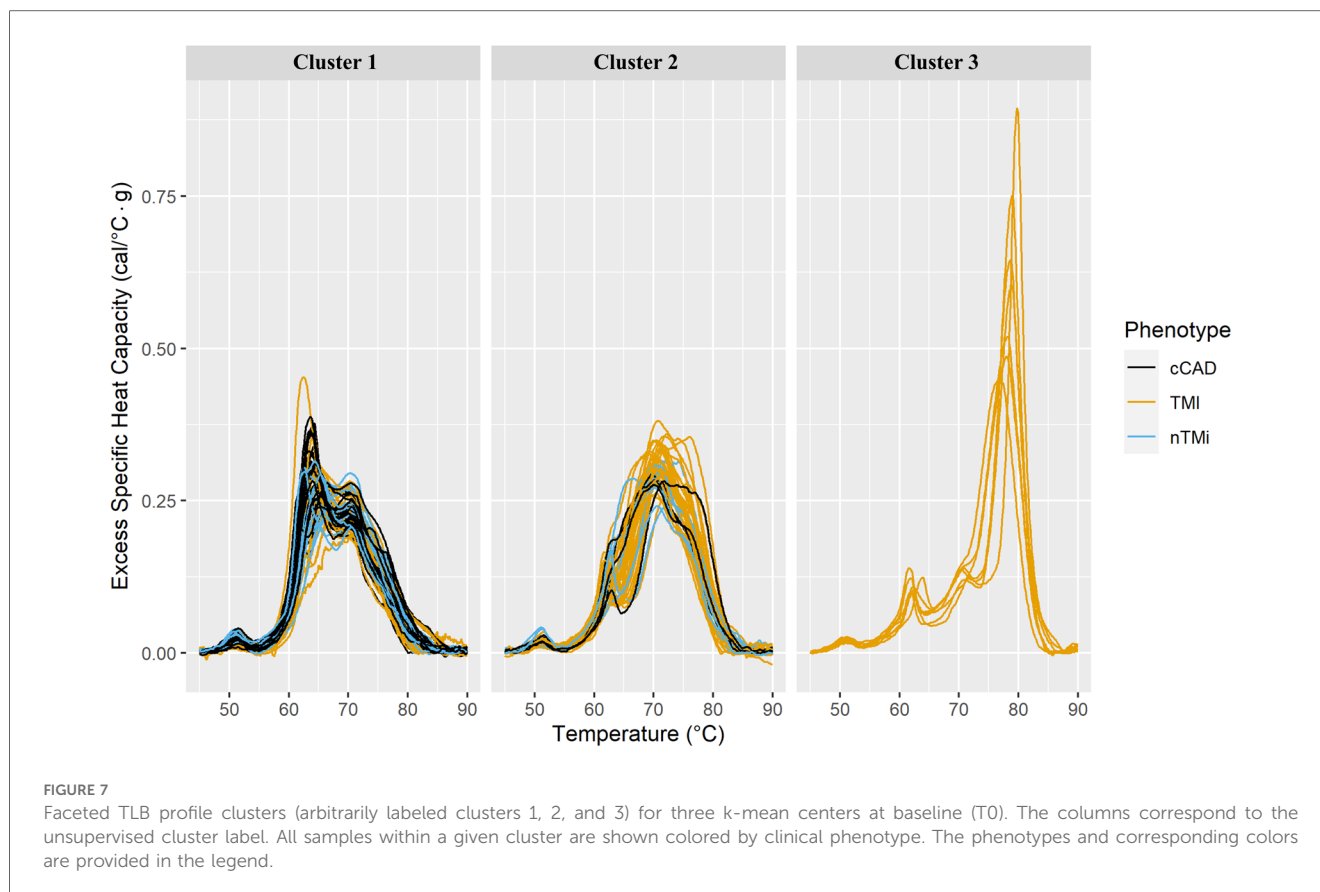 Cluster 1 Cluster 2 Cluster 3
Excess Specific Heat Capacity (cal/°C · g)
0.75
0.50
0.25
0.00
50 60 70 80 90 50 60 70 80 90 50 60 70 80 90
Temperature (°C)
Phenotype
cCAD
TMI
nTMi
FIGURE 7
Faceted TLB profile clusters (arbitrarily labeled clusters 1, 2, and 3) for three k-mean centers at baseline (T0). The columns correspond to the
unsupervised cluster label. All samples within a given cluster are shown colored by clinical phenotype. The phenotypes and corresponding colors
are provided in the legend.